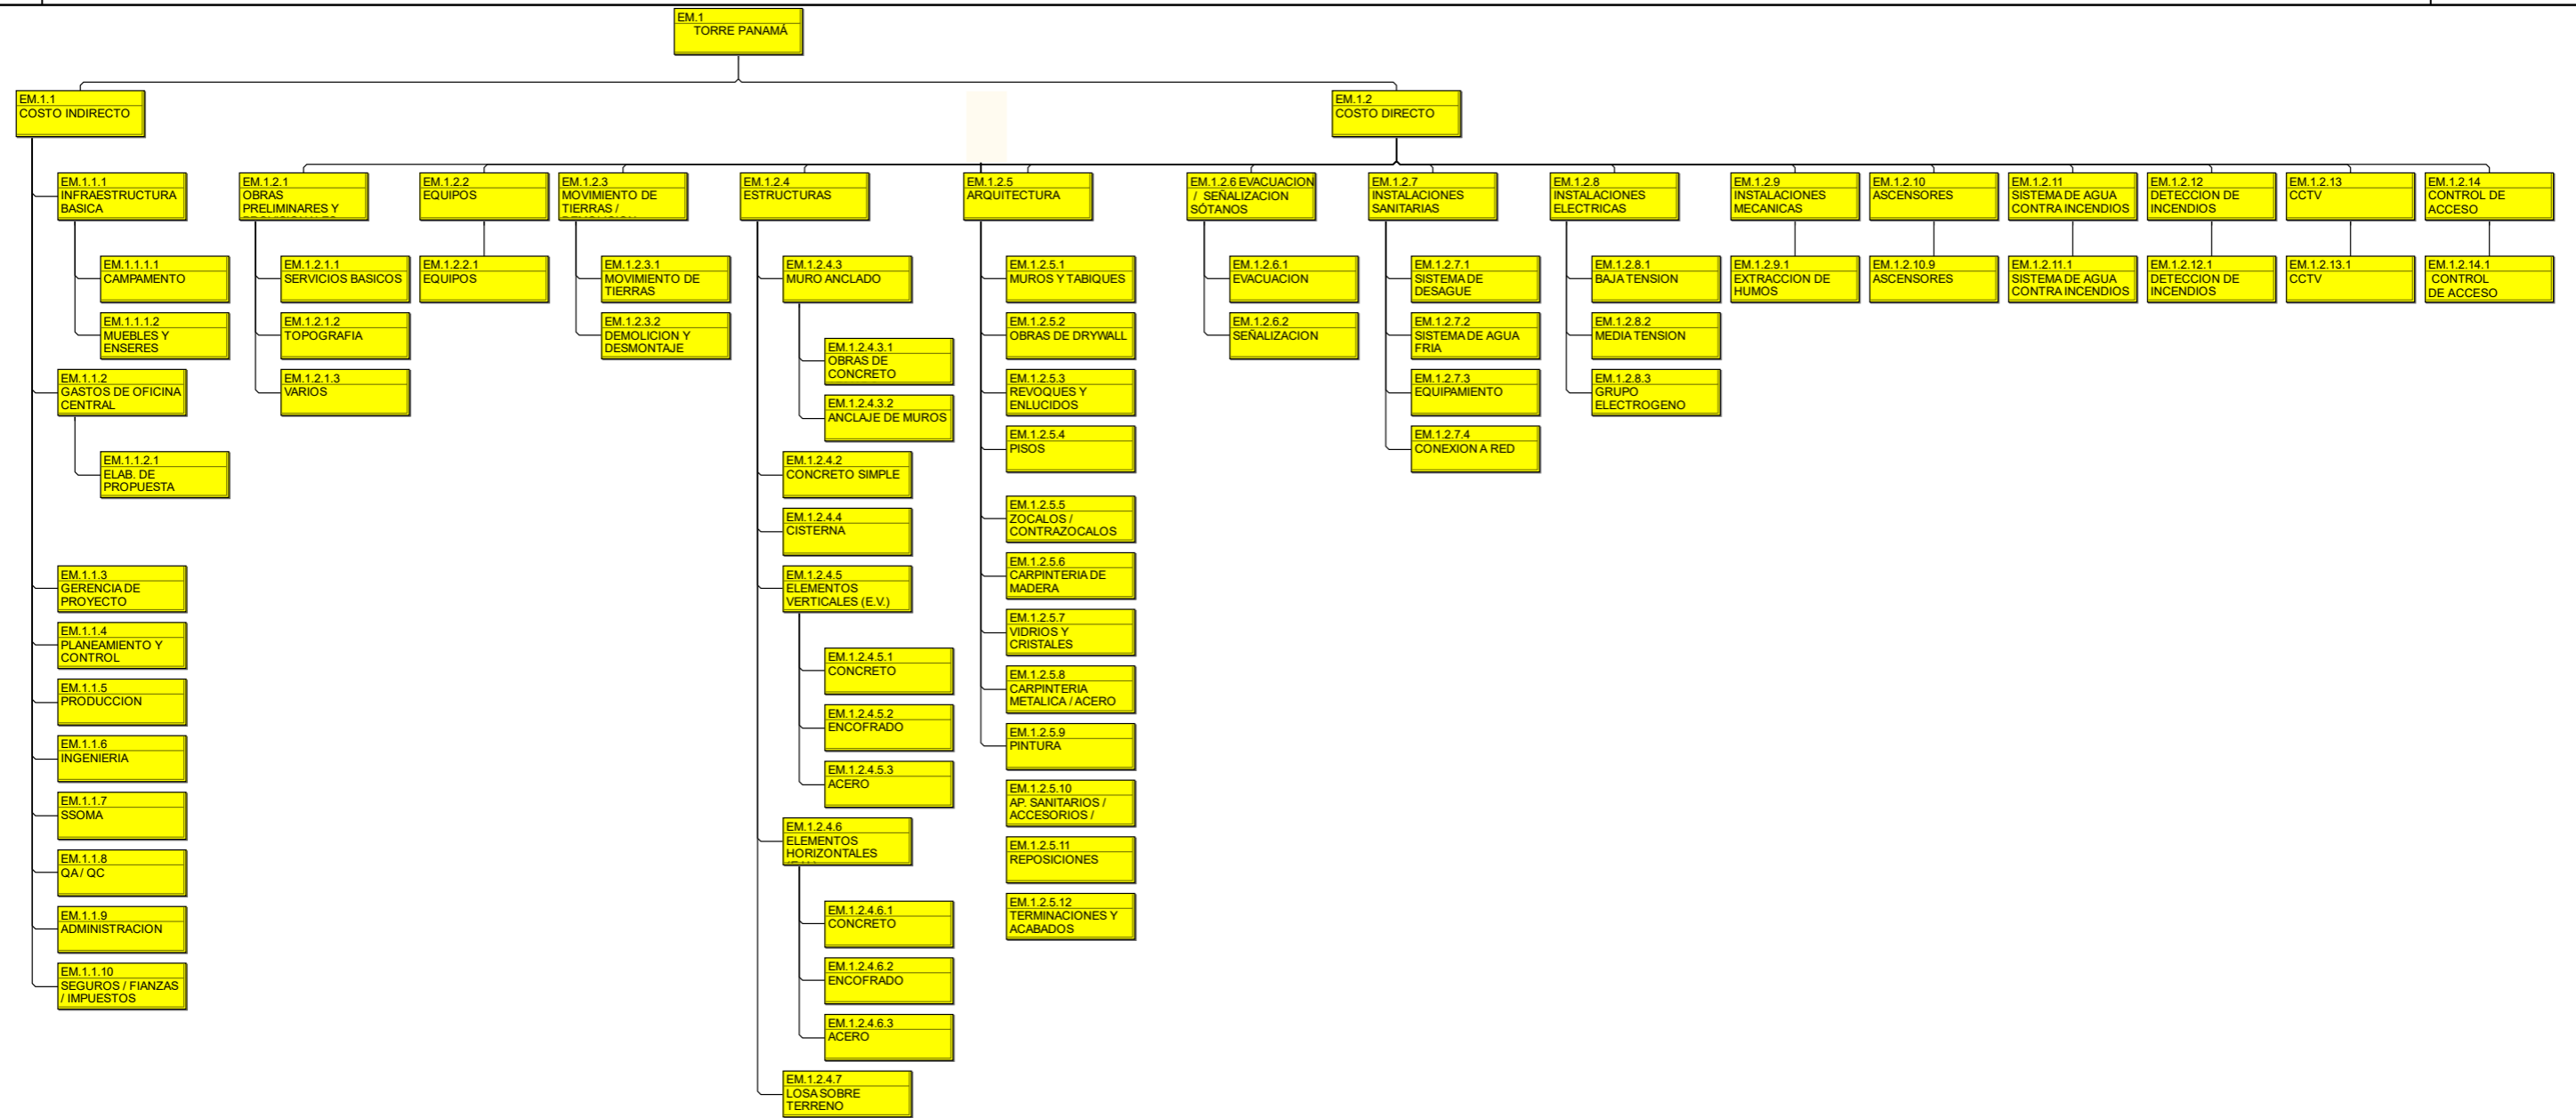 EM.1
TORRE PANAMÁ
EM.1.1
COSTO INDIRECTO
EM.1.2
COSTO DIRECTO
EM.1.1.1
INFRAESTRUCTURA
BASICA
EM.1.1.1.1
CAMPAMENTO
EM.1.1.1.2
MUEBLES Y
ENSERES
EM.1.1.2
GASTOS DE OFICINA
CENTRAL
EM.1.1.2.1
ELAB. DE
PROPUESTA
EM.1.1.3
GERENCIA DE
PROYECTO
EM.1.1.4
PLANEAMIENTO Y
CONTROL
EM.1.1.5
PRODUCCION
EM.1.1.6
INGENIERIA
EM.1.1.7
SSOMA
EM.1.1.8
QA / QC
EM.1.1.9
ADMINISTRACION
EM.1.1.10
SEGUROS / FIANZAS
/ IMPUESTOS
EM.1.2.1
OBRAS
PRELIMINARES Y
EM.1.2.1.1
SERVICIOS BASICOS
EM.1.2.1.2
TOPOGRAFIA
EM.1.2.1.3
VARIOS
EM.1.2.2
EQUIPOS
EM.1.2.2.1
EQUIPOS
EM.1.2.3
MOVIMIENTO DE
TIERRAS /
EM.1.2.3.1
MOVIMIENTO DE
TIERRAS
EM.1.2.3.2
DEMOLICION Y
DESMONTAJE
EM.1.2.4
ESTRUCTURAS
EM.1.2.4.3
MURO ANCLADO
EM.1.2.4.3.1
OBRAS DE
CONCRETO
EM.1.2.4.3.2
ANCLAJE DE MUROS
EM.1.2.4.2
CONCRETO SIMPLE
EM.1.2.4.4
CISTERNA
EM.1.2.4.5
ELEMENTOS
VERTICALES (E.V.)
EM.1.2.4.5.1
CONCRETO
EM.1.2.4.5.2
ENCOFRADO
EM.1.2.4.5.3
ACERO
EM.1.2.4.6
ELEMENTOS
HORIZONTALES
EM.1.2.4.6.1
CONCRETO
EM.1.2.4.6.2
ENCOFRADO
EM.1.2.4.6.3
ACERO
EM.1.2.4.7
LOSA SOBRE
TERRENO
EM.1.2.5
ARQUITECTURA
EM.1.2.5.1
MUROS Y TABIQUES
EM.1.2.5.2
OBRAS DE DRYWALL
EM.1.2.5.3
REVOQUES Y
ENLUCIDOS
EM.1.2.5.4
PISOS
EM.1.2.5.5
ZOCALOS /
CONTRAZOCALOS
EM.1.2.5.6
CARPINTERIA DE
MADERA
EM.1.2.5.7
VIDRIOS Y
CRISTALES
EM.1.2.5.8
CARPINTERIA
METALICA / ACERO
EM.1.2.5.9
PINTURA
EM.1.2.5.10
AP. SANITARIOS /
ACCESORIOS /
EM.1.2.5.11
REPOSICIONES
EM.1.2.5.12
TERMINACIONES Y
ACABADOS
EM.1.2.6 EVACUACION
/ SEÑALIZACION
SÓTANOS
EM.1.2.6.1
EVACUACION
EM.1.2.6.2
SEÑALIZACION
EM.1.2.7
INSTALACIONES
SANITARIAS
EM.1.2.7.1
SISTEMA DE
DESAGUE
EM.1.2.7.2
SISTEMA DE AGUA
FRIA
EM.1.2.7.3
EQUIPAMIENTO
EM.1.2.7.4
CONEXION A RED
EM.1.2.8
INSTALACIONES
ELECTRICAS
EM.1.2.8.1
BAJA TENSION
EM.1.2.8.2
MEDIA TENSION
EM.1.2.8.3
GRUPO
ELECTROGENO
EM.1.2.9
INSTALACIONES
MECANICAS
EM.1.2.9.1
EXTRACCION DE
HUMOS
EM.1.2.10
ASCENSORES
EM.1.2.10.9
ASCENSORES
EM.1.2.11
SISTEMA DE AGUA
CONTRA INCENDIOS
EM.1.2.11.1
SISTEMA DE AGUA
CONTRA INCENDIOS
EM.1.2.12
DETECCION DE
INCENDIOS
EM.1.2.12.1
DETECCION DE
INCENDIOS
EM.1.2.13
CCTV
EM.1.2.13.1
CCTV
EM.1.2.14
CONTROL DE
ACCESO
EM.1.2.14.1
CONTROL
DE ACCESO